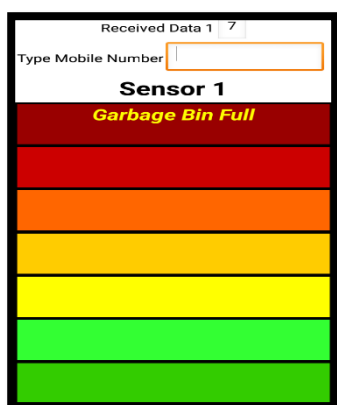 Received Data 1 7
Type Mobile Number
Sensor 1
Garbage Bin Full